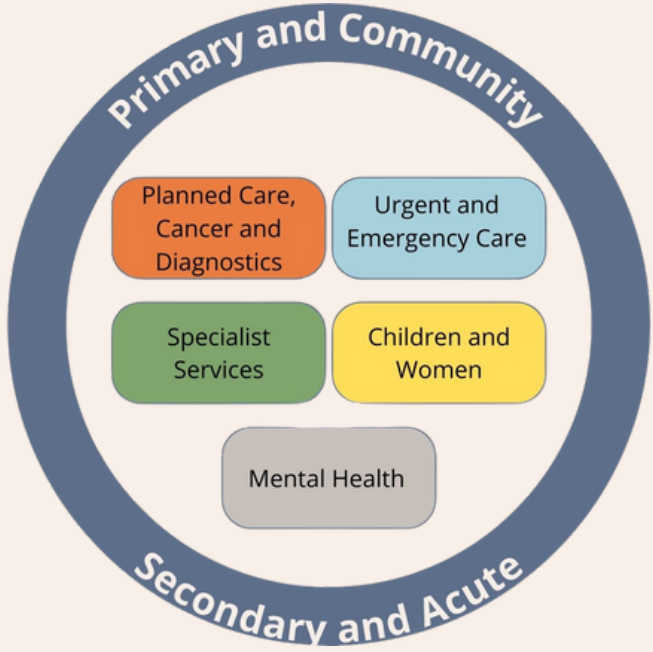 Primary and Community
Planned Care,
Cancer and
Diagnostics
Urgent and
Emergency Care
Specialist
Services
Children and
Women
Mental Health
Secondary and Acute